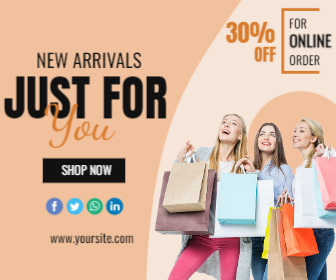 NEW ARRIVALS
JUST FOR
You
SHOP NOW
www.yoursite.com
30%
OFF
FOR
ONLINE
ORDER